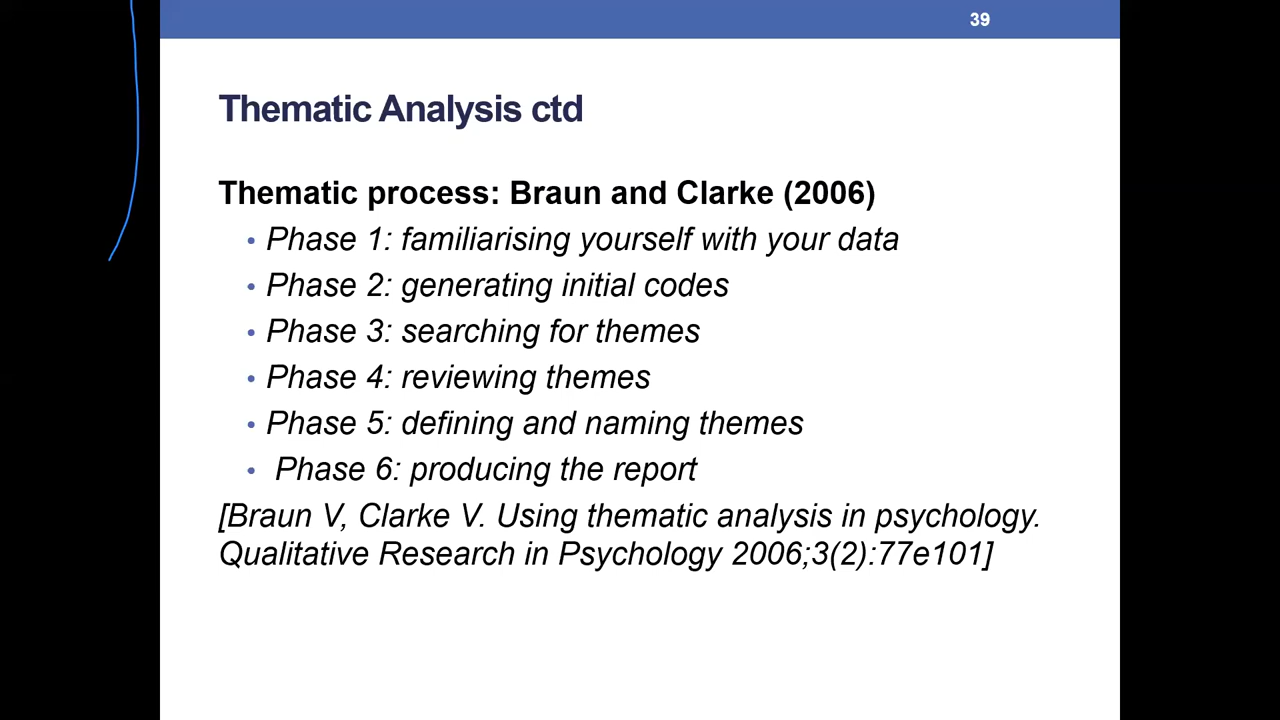 39
Thematic Analysis ctd
Thematic process: Braun and Clarke (2006)
• Phase 1: familiarising yourself with your data
• Phase 2: generating initial codes
• Phase 3: searching for themes
• Phase 4: reviewing themes
• Phase 5: defining and naming themes
• Phase 6: producing the report
[Braun V, Clarke V. Using thematic analysis in psychology.
Qualitative Research in Psychology 2006;3(2):77e101]